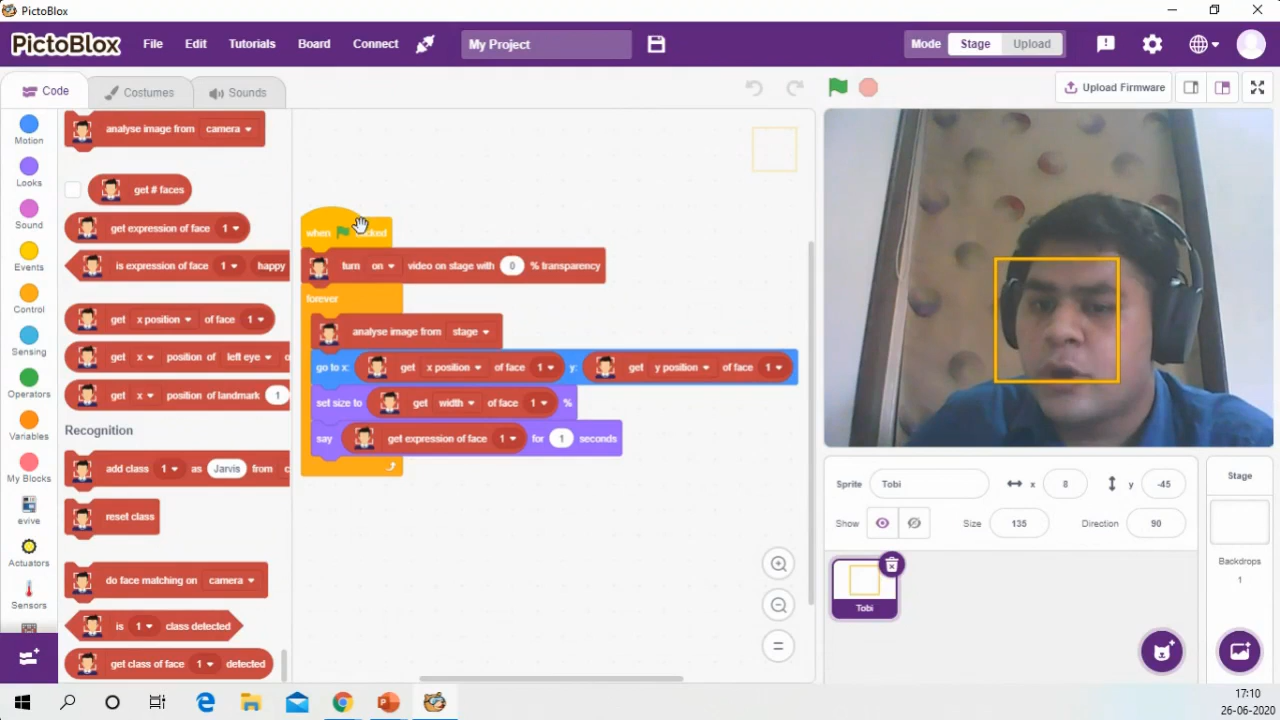 PictoBlox
PictoBlox File Edit Tutorials Board Connect My Project Mode Stage Upload
Code Costumes Sounds Upload Firmware
Motion
Looks
Sound
Events
Control
Sensing
Operators
Variables
My Blocks
evive
Actuators
Sensors
analyse image from camera
get # faces
get expression of face 1
is expression of face 1 happy
get x position of face 1
get x position of left eye
get x position of landmark 1
Recognition
add class 1 as Jarvis from
reset class
do face matching on camera
is 1 class detected
get class of face 1 detected
when
turn on video on stage with 0 % transparency
forever
analyse image from stage
go to x: get x position of face 1 y: get y position of face 1
set size to get width of face 1 %
say get expression of face 1 for 1 seconds
Sprite Tobi x 8 y -45
Show Size 135 Direction 90
Tobi
Stage
Backdrops
1
17:10
26-06-2020